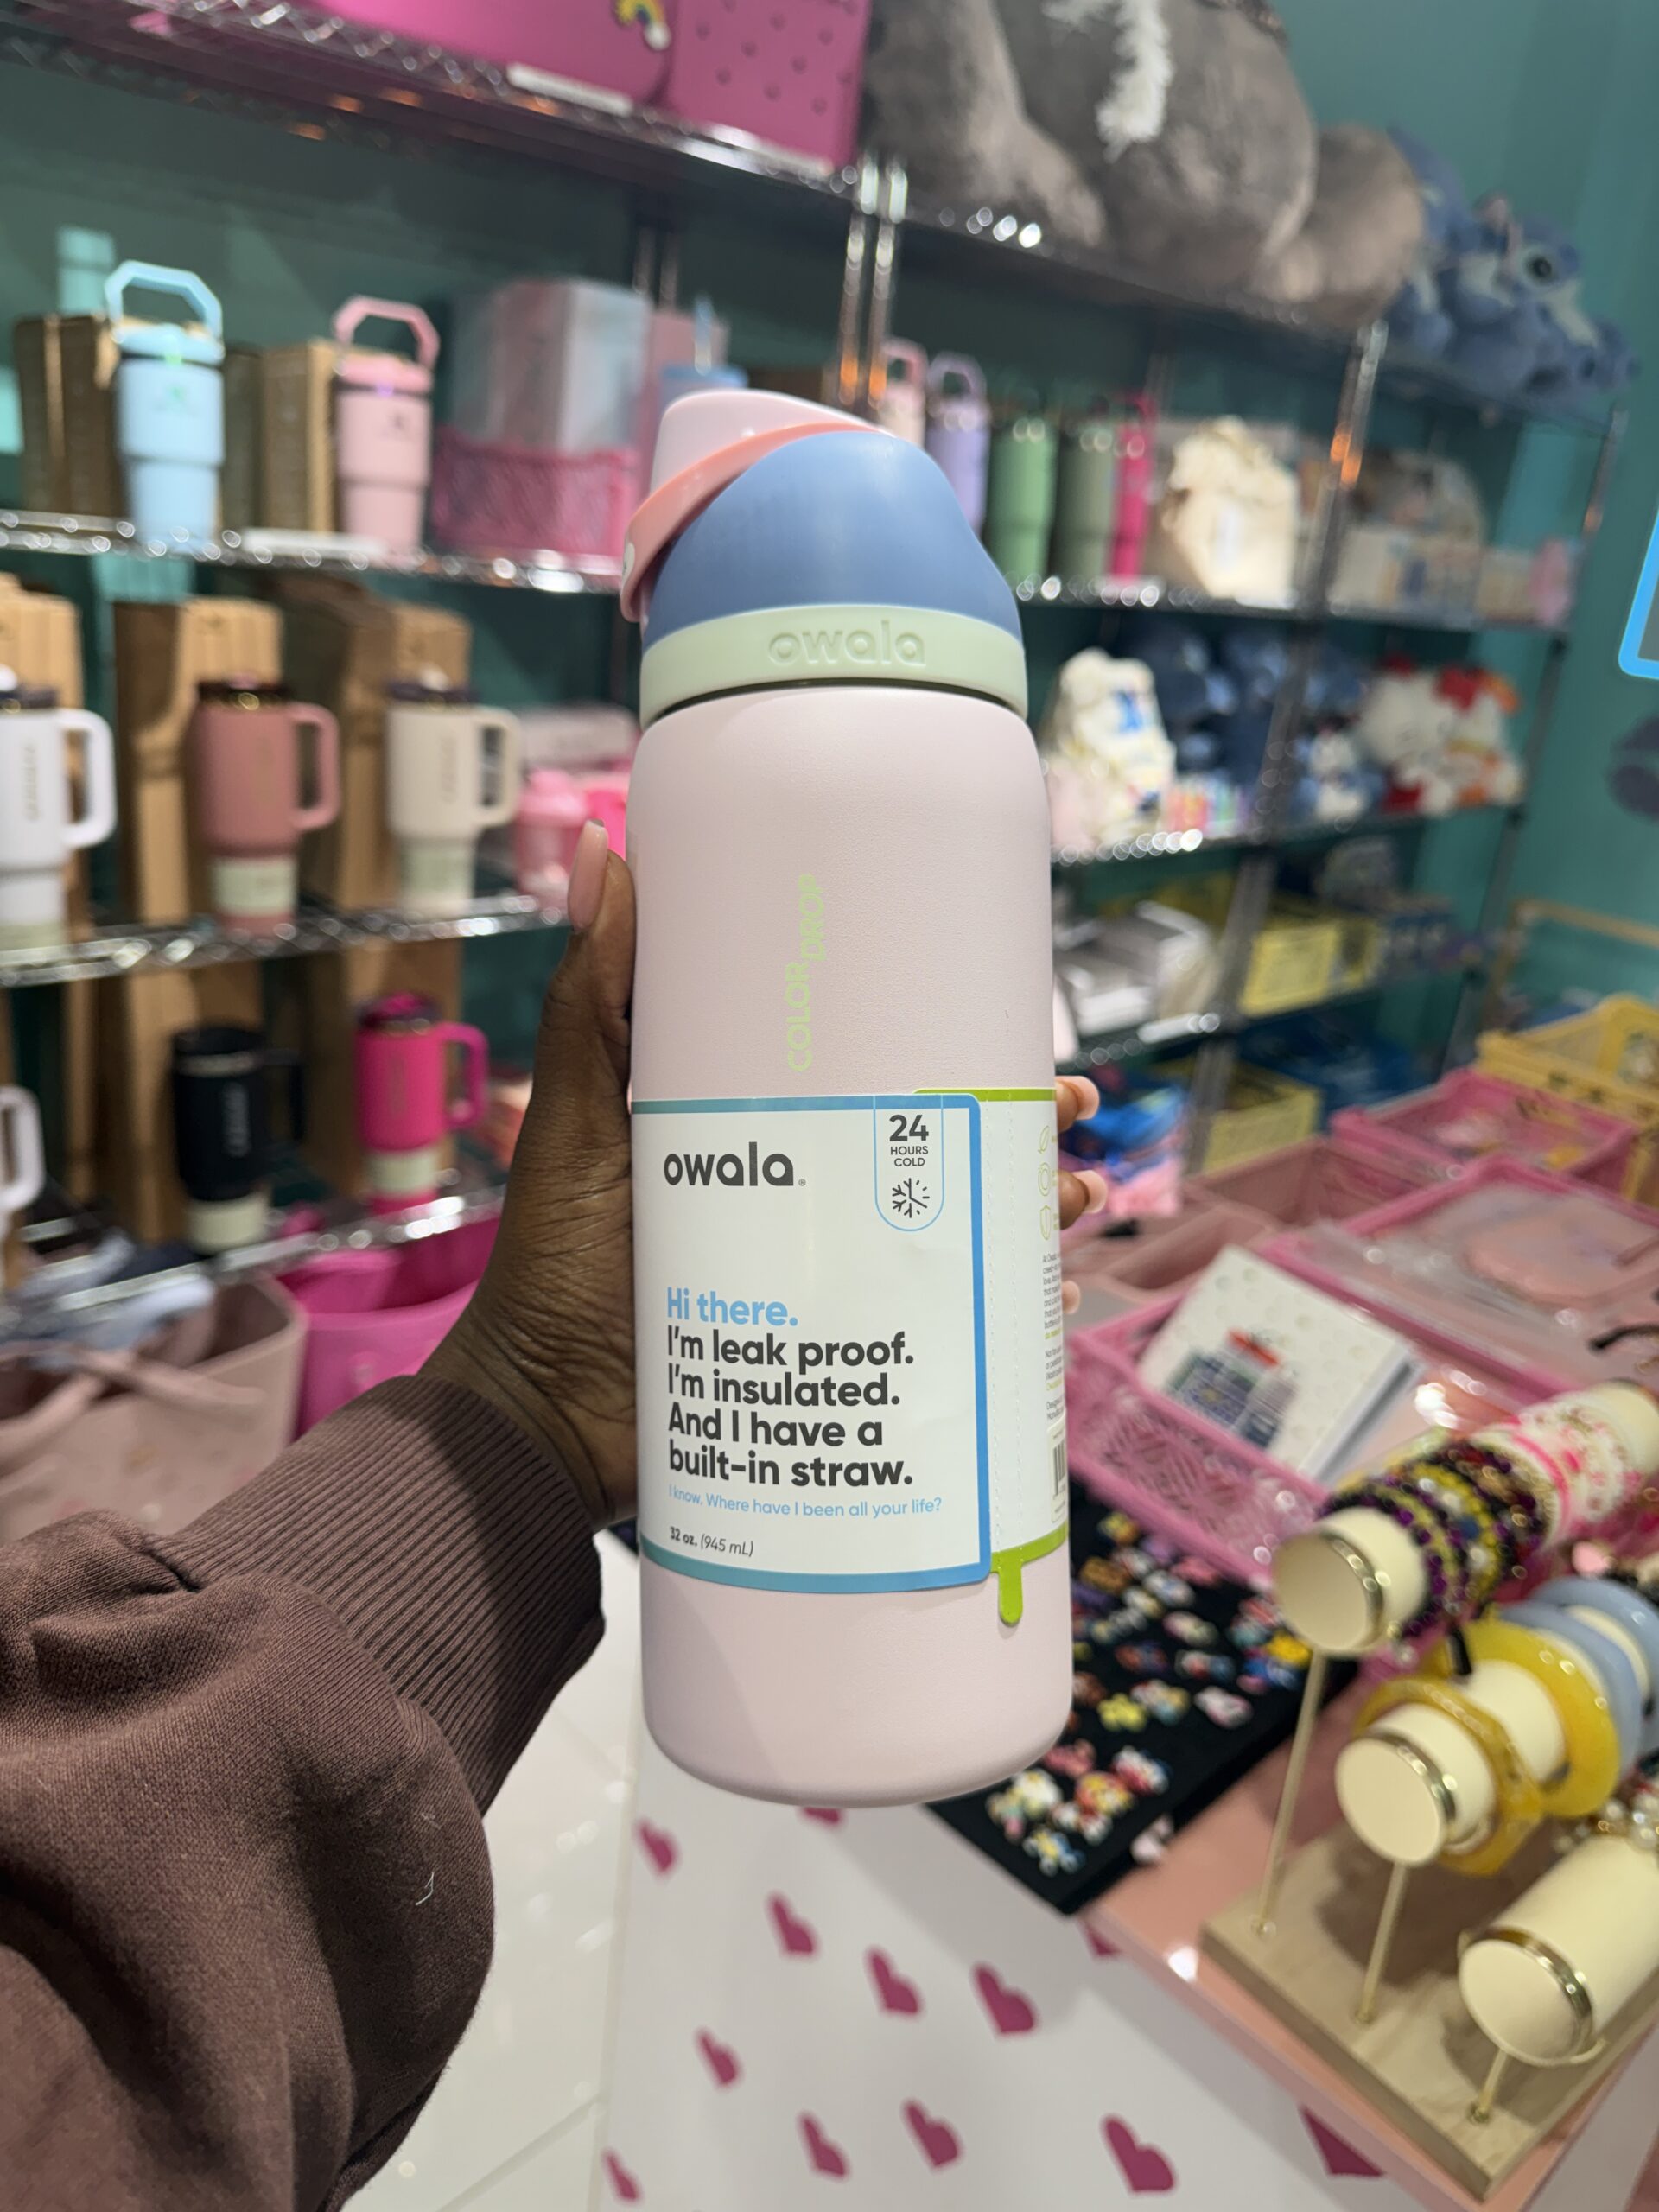 owala
COLOR DROP
owala®
24
HOURS
COLD
Hi there.
I'm leak proof.
I'm insulated.
And I have a
built-in straw.
I know. Where have I been all your life?
32 oz. (945 mL)